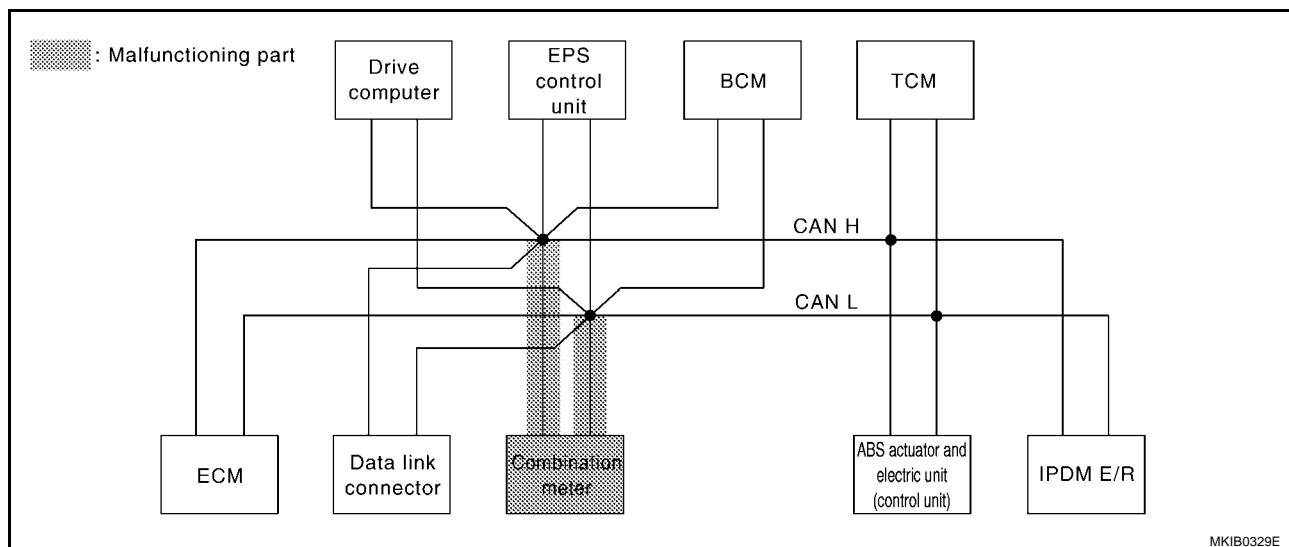 : Malfunctioning part
Drive
computer
EPS
control
unit
BCM
TCM
CAN H
CAN L
ECM
Data link
connector
Combination
meter
ABS actuator and
electric unit
(control unit)
IPDM E/R
MKIB0329E